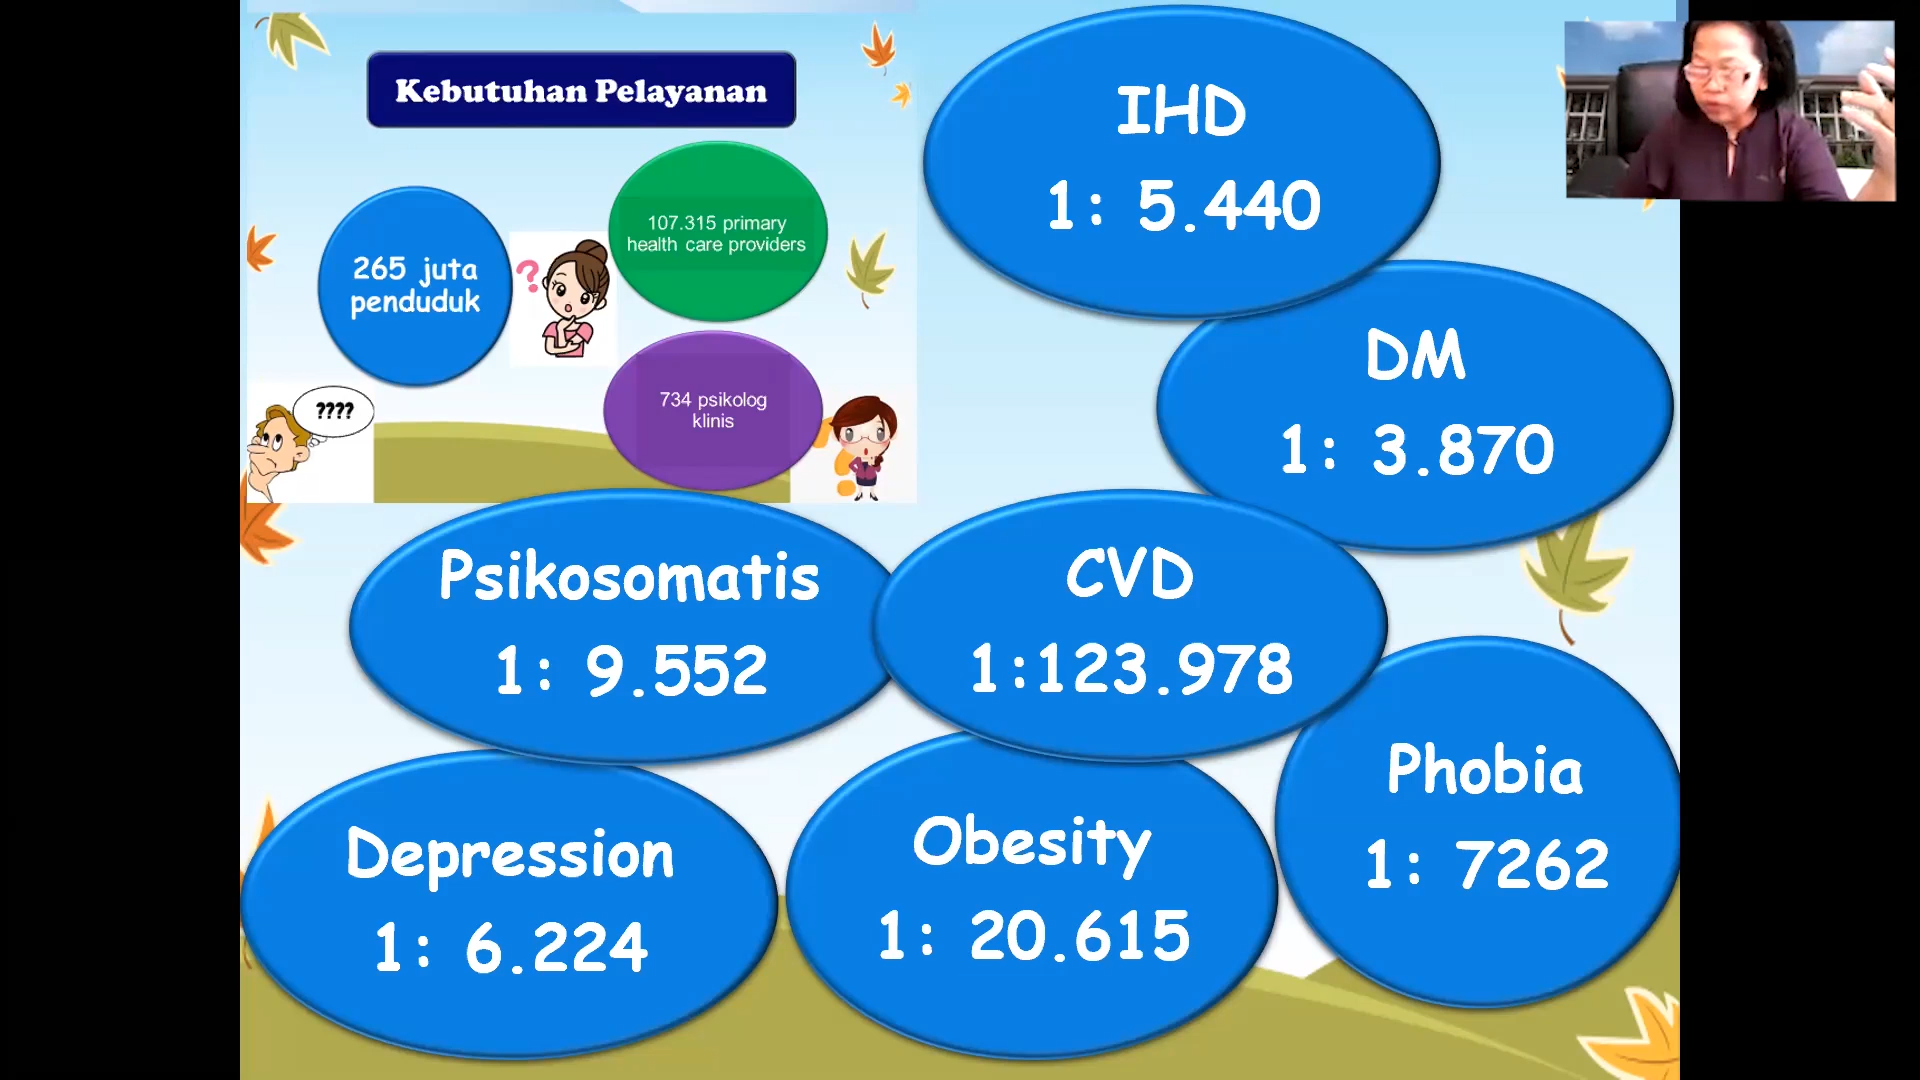 Kebutuhan Pelayanan
265 juta
penduduk
?
107.315 primary
health care providers
734 psikolog
klinis
????
IHD
1: 5.440
DM
1: 3.870
Psikosomatis
1: 9.552
CVD
1:123.978
Phobia
1: 7262
Depression
1: 6.224
Obesity
1: 20.615